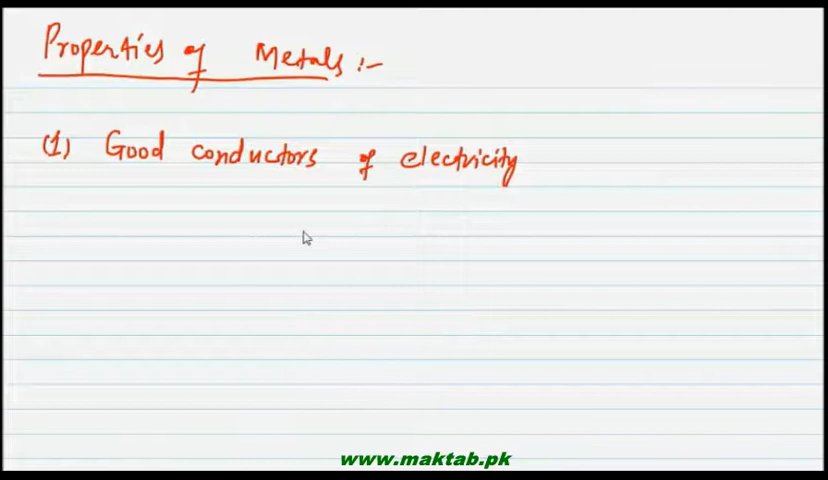 Properties of Metals :-
(1) Good conductors of electricity
www.maktab.pk